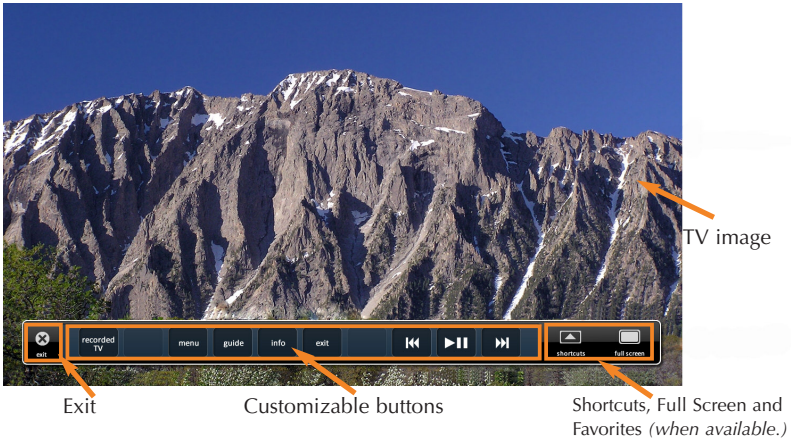 TV image
exit
recorded
TV
menu
guide
info
exit
shortcuts
full screen
Exit
Customizable buttons
Shortcuts, Full Screen and
Favorites (when available.)